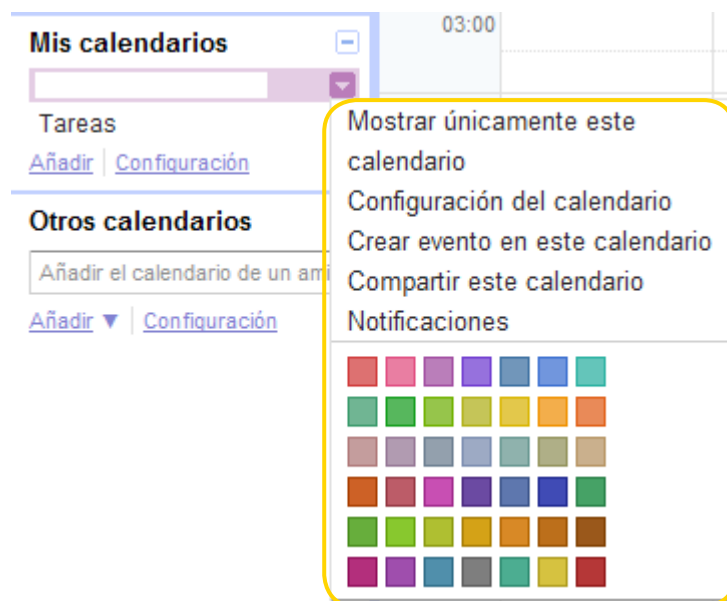 03:00
Mis calendarios
Tareas
Añadir Configuración
Otros calendarios
Añadir el calendario de un ami
Añadir ▼ Configuración
Mostrar únicamente este
calendario
Configuración del calendario
Crear evento en este calendario
Compartir este calendario
Notificaciones